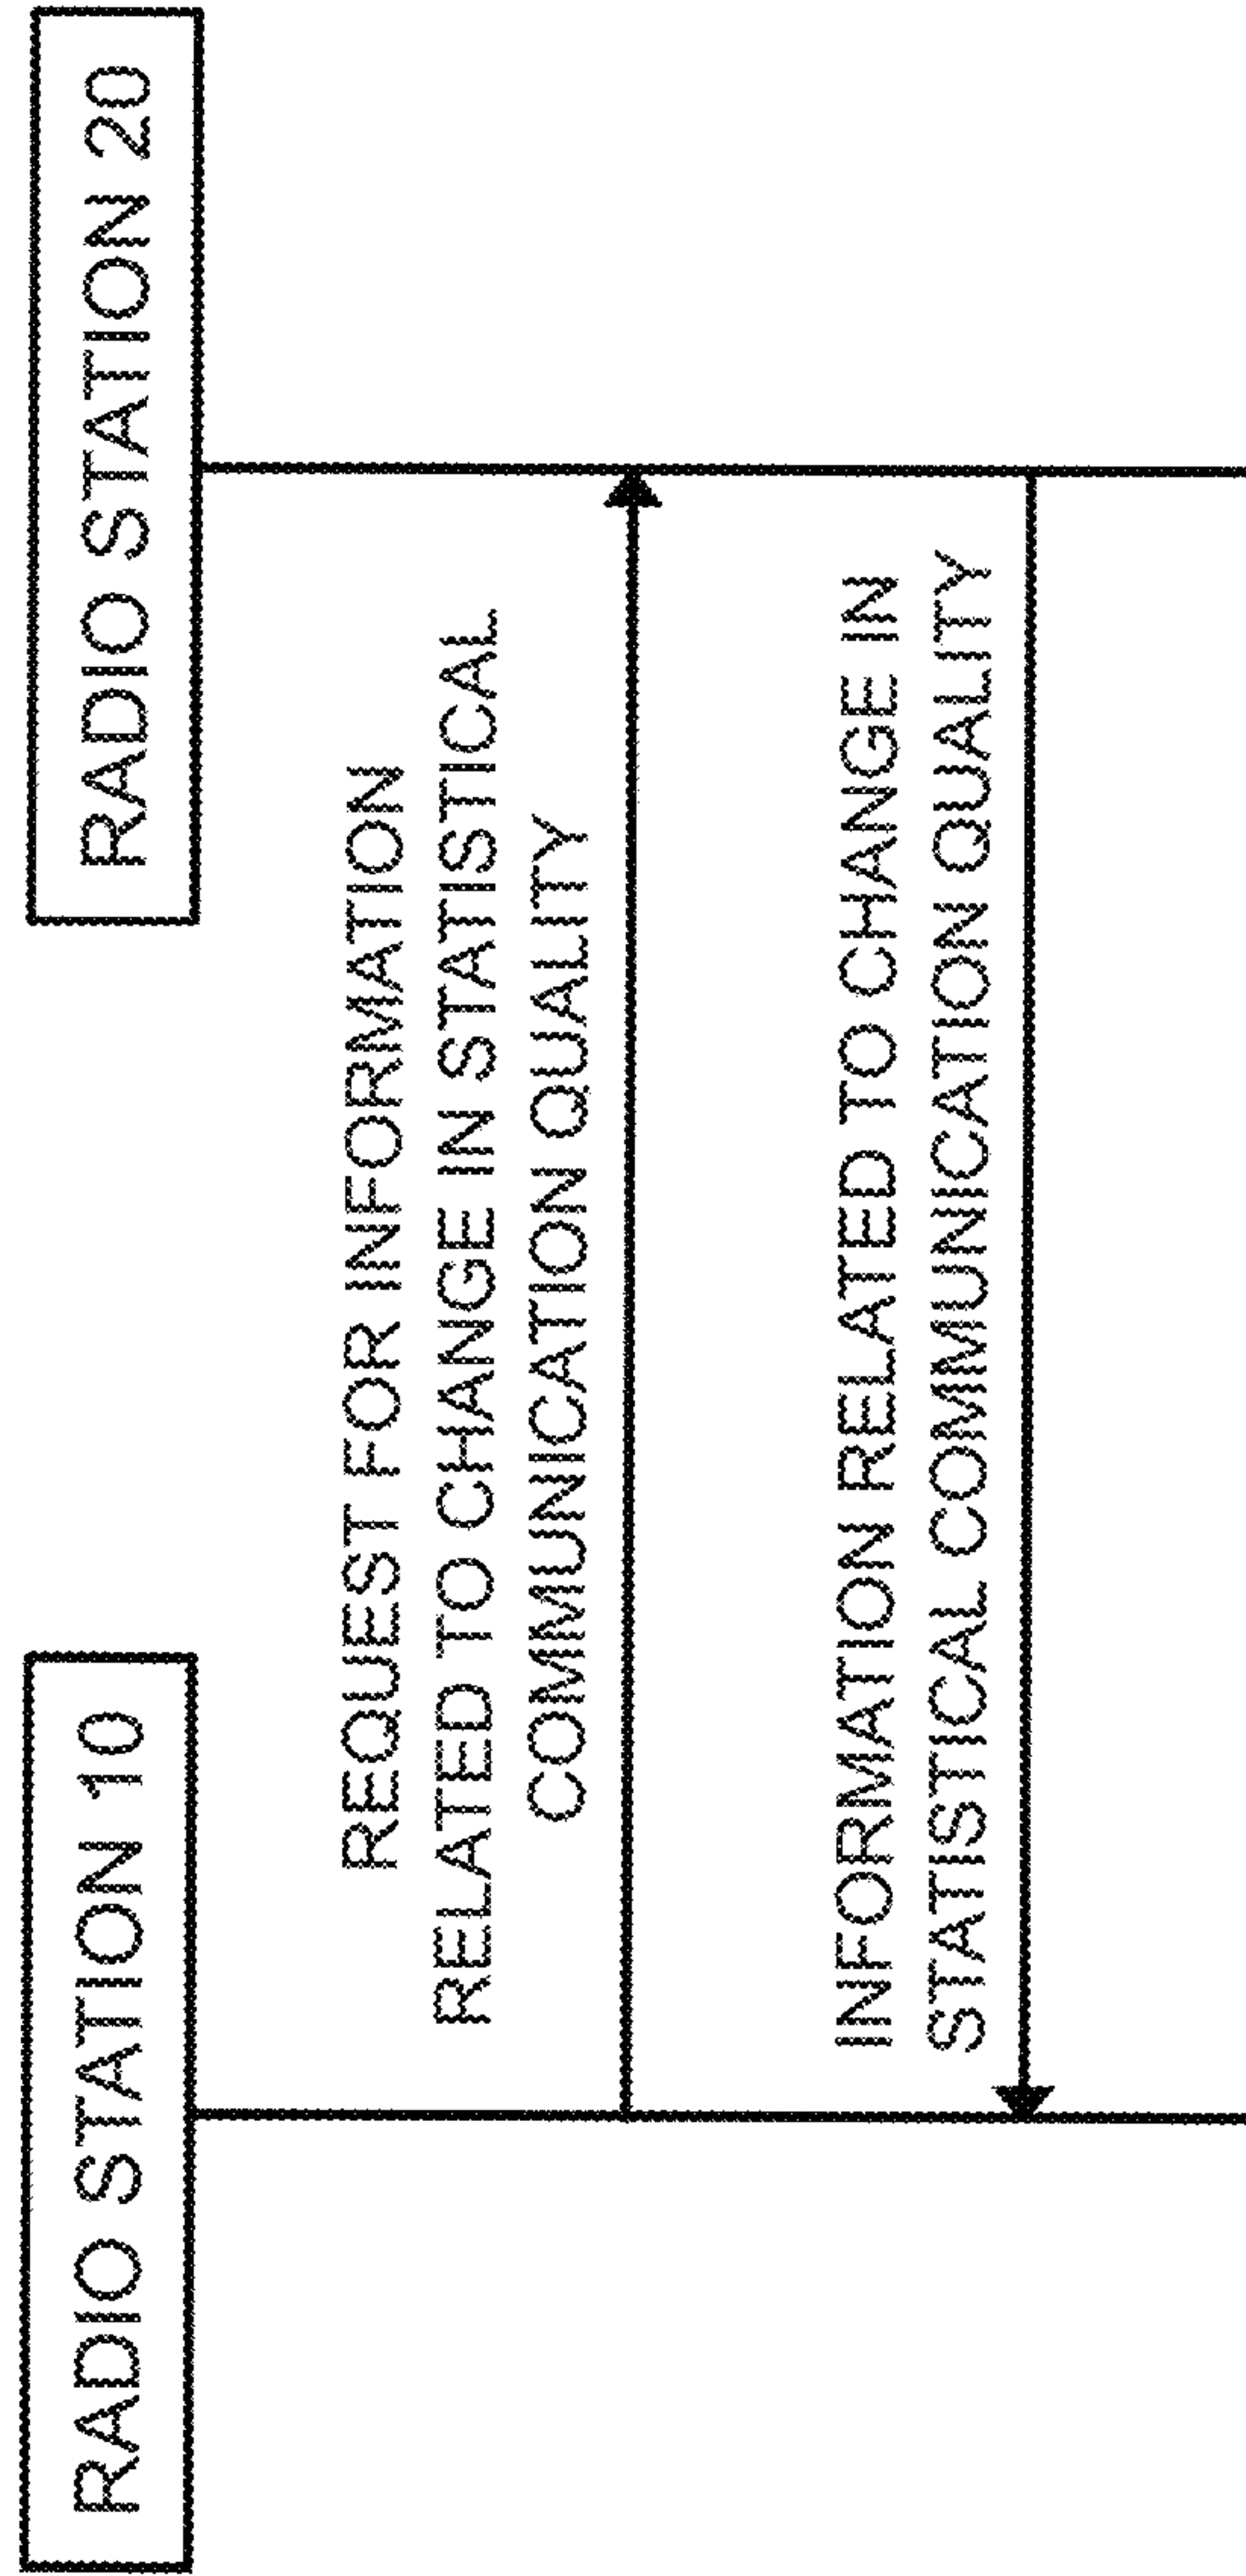 RADIO STATION 10
RADIO STATION 20
REQUEST FOR INFORMATION
RELATED TO CHANGE IN STATISTICAL
COMMUNICATION QUALITY
INFORMATION RELATED TO CHANGE IN
STATISTICAL COMMUNICATION QUALITY